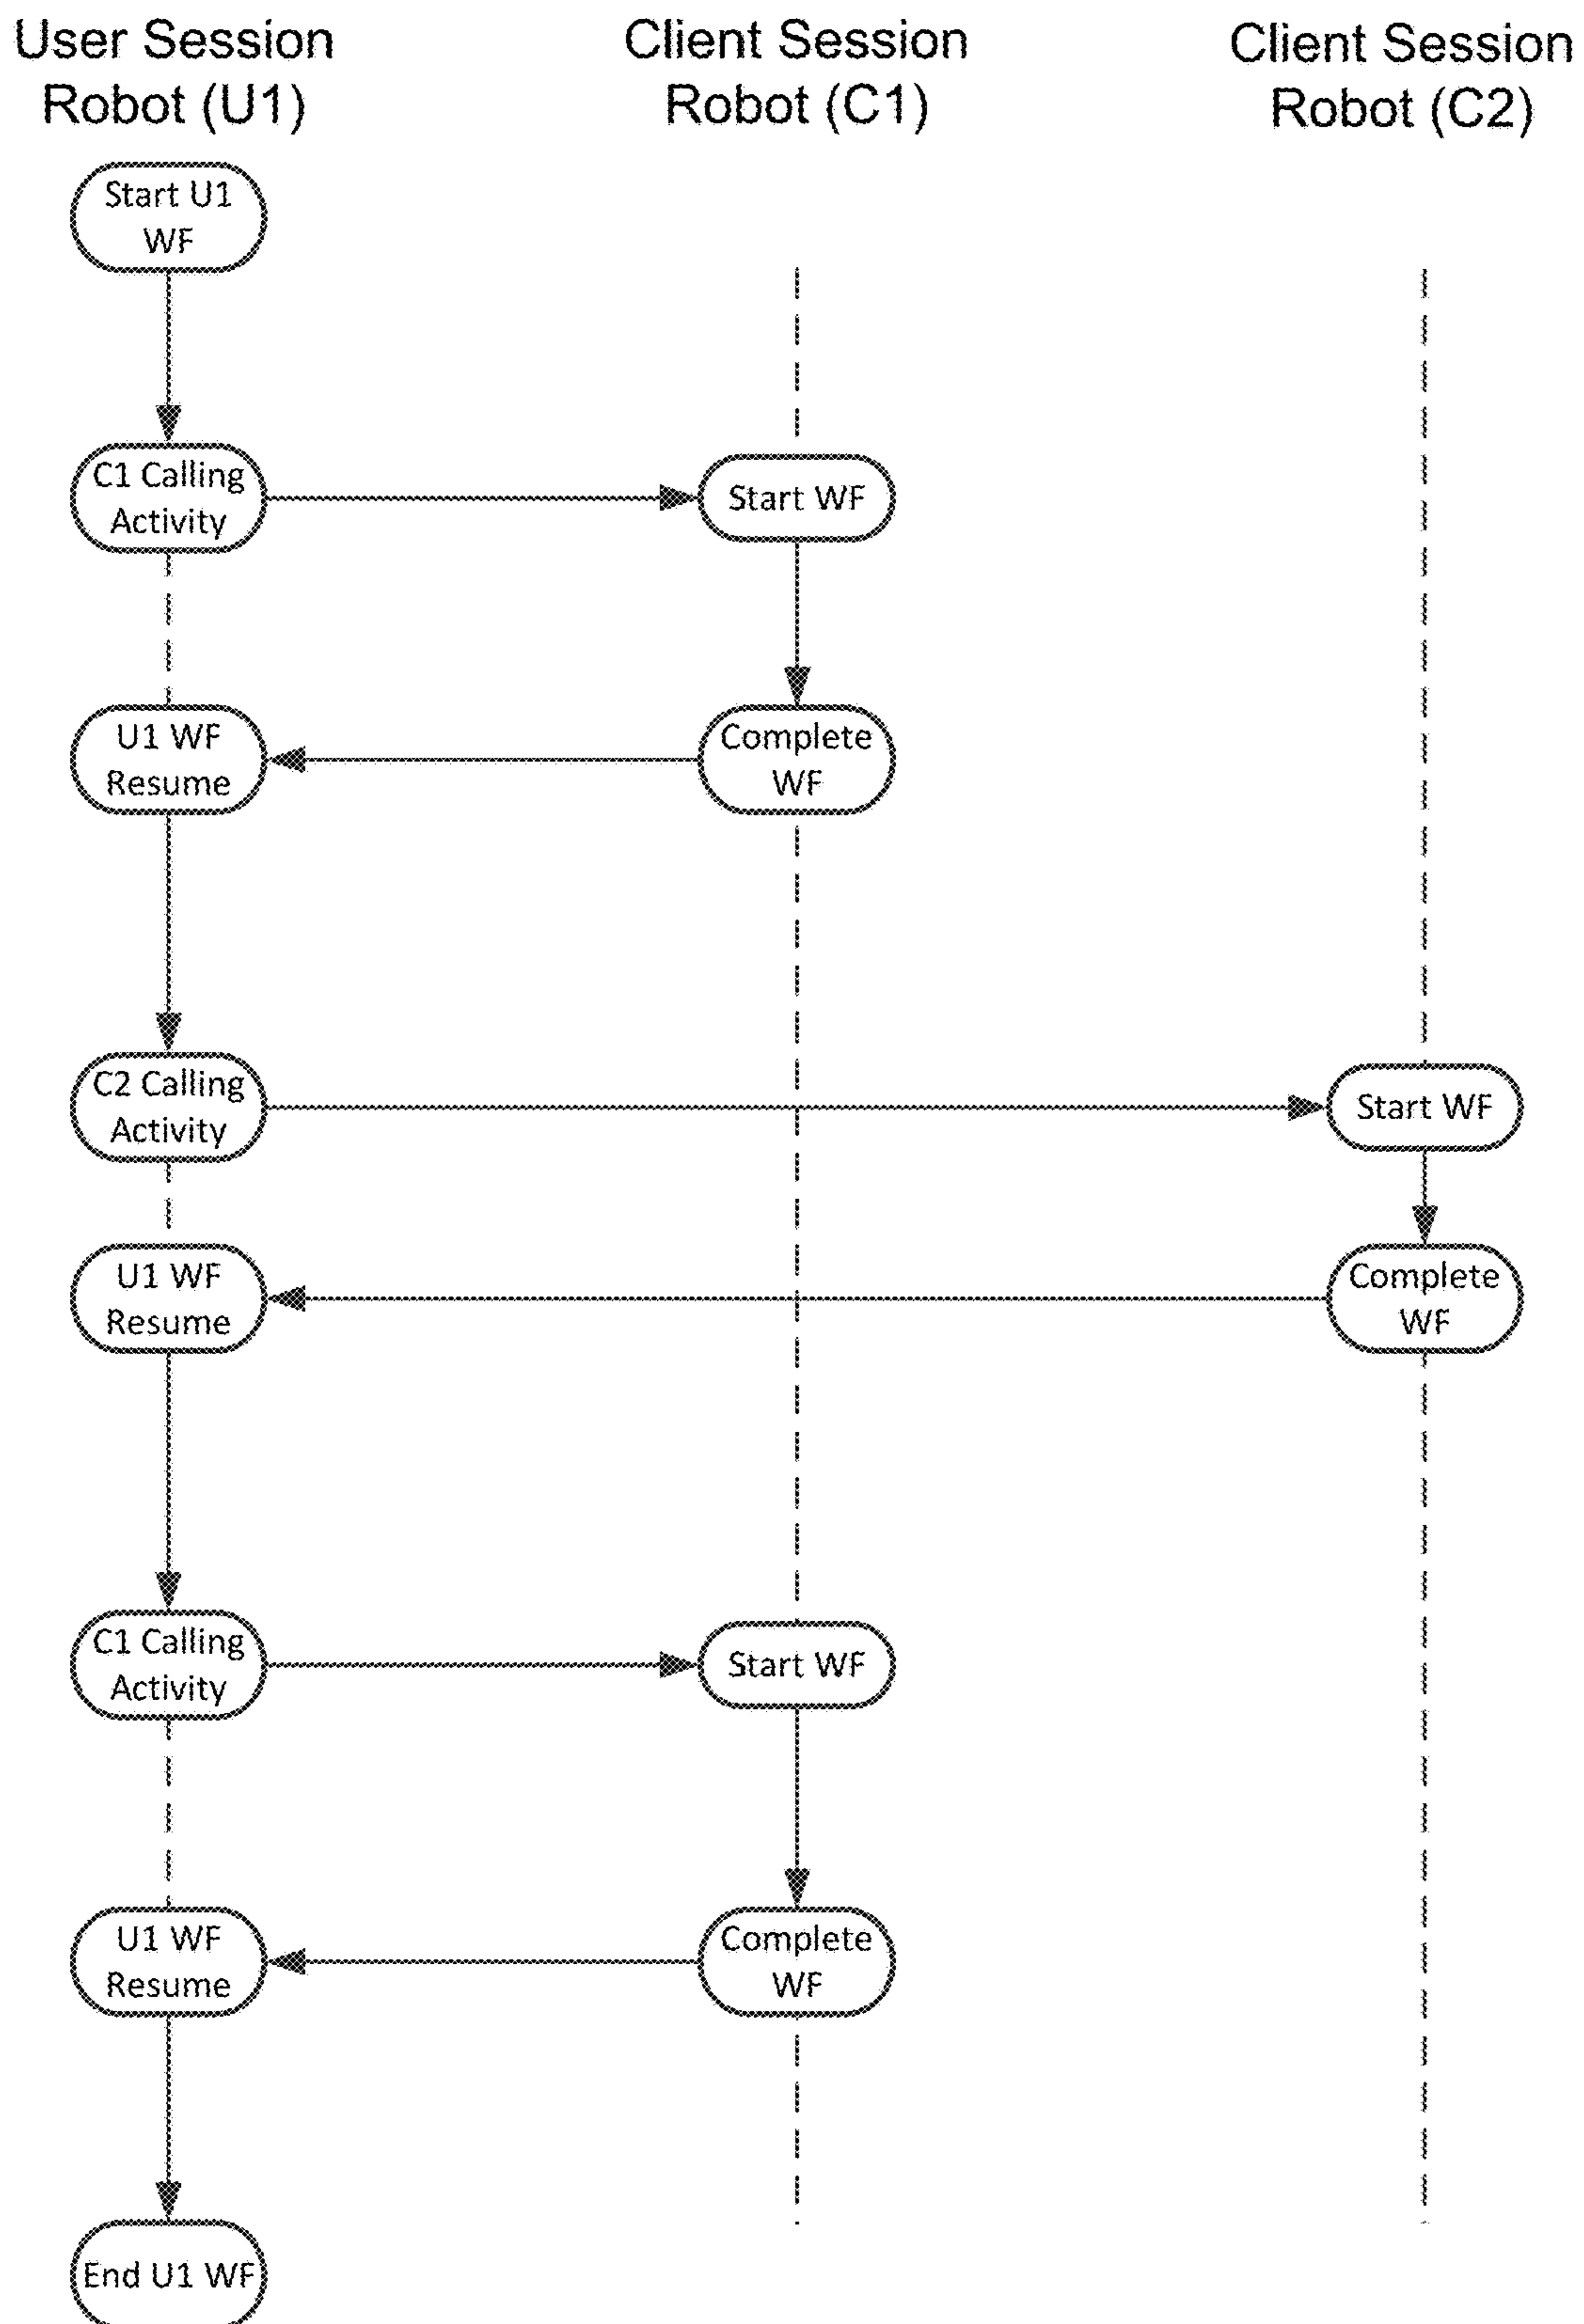 User Session
Robot (U1)
Client Session
Robot (C1)
Client Session
Robot (C2)
Start U1
WF
C1 Calling
Activity
Start WF
U1 WF
Resume
Complete
WF
C2 Calling
Activity
Start WF
U1 WF
Resume
Complete
WF
C1 Calling
Activity
Start WF
U1 WF
Resume
Complete
WF
End U1 WF